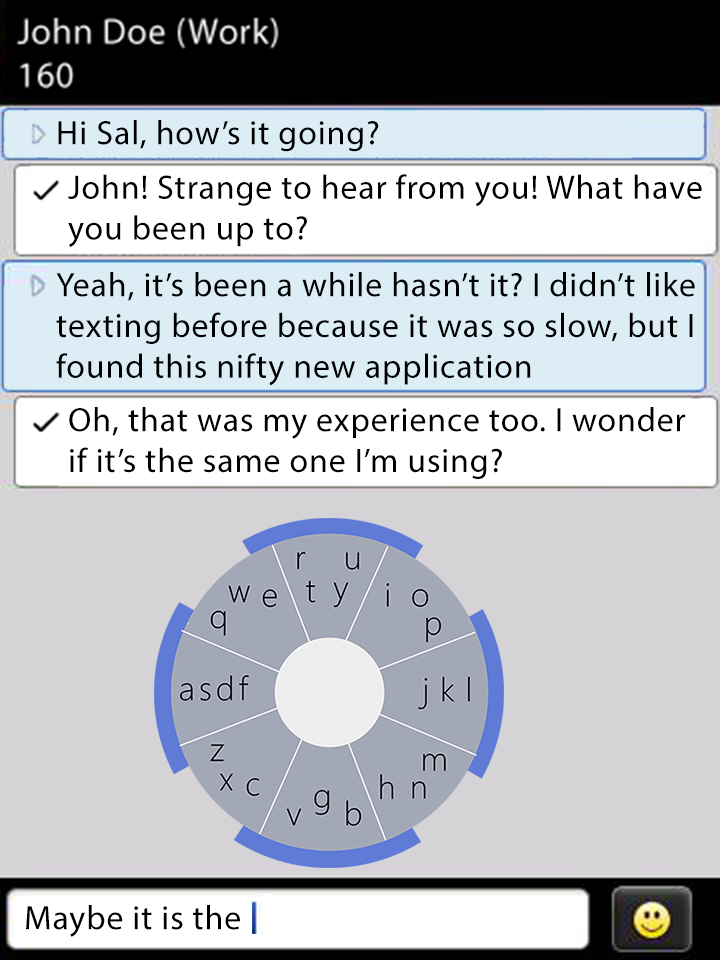 John Doe (Work)
160
Hi Sal, how’s it going?
John! Strange to hear from you! What have
you been up to?
Yeah, it’s been a while hasn’t it? I didn’t like
texting before because it was so slow, but I
found this nifty new application
Oh, that was my experience too. I wonder
if it’s the same one I’m using?
q w e
r t y u
i o p
a s d f
j k l
z x c
v g b
h n m
Maybe it is the